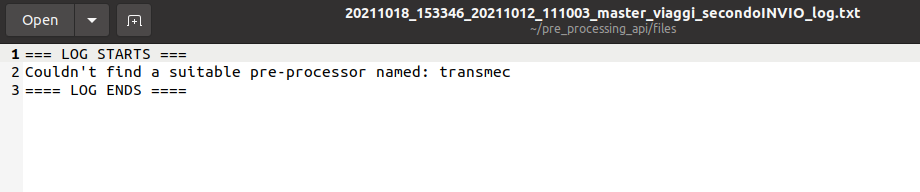 Open
20211018_153346_20211012_111003_master_viaggi_secondoINVIO_log.txt
~/pre_processing_api/files
1 === LOG STARTS ===
2 Couldn't find a suitable pre-processor named: transmec
3 ==== LOG ENDS ====